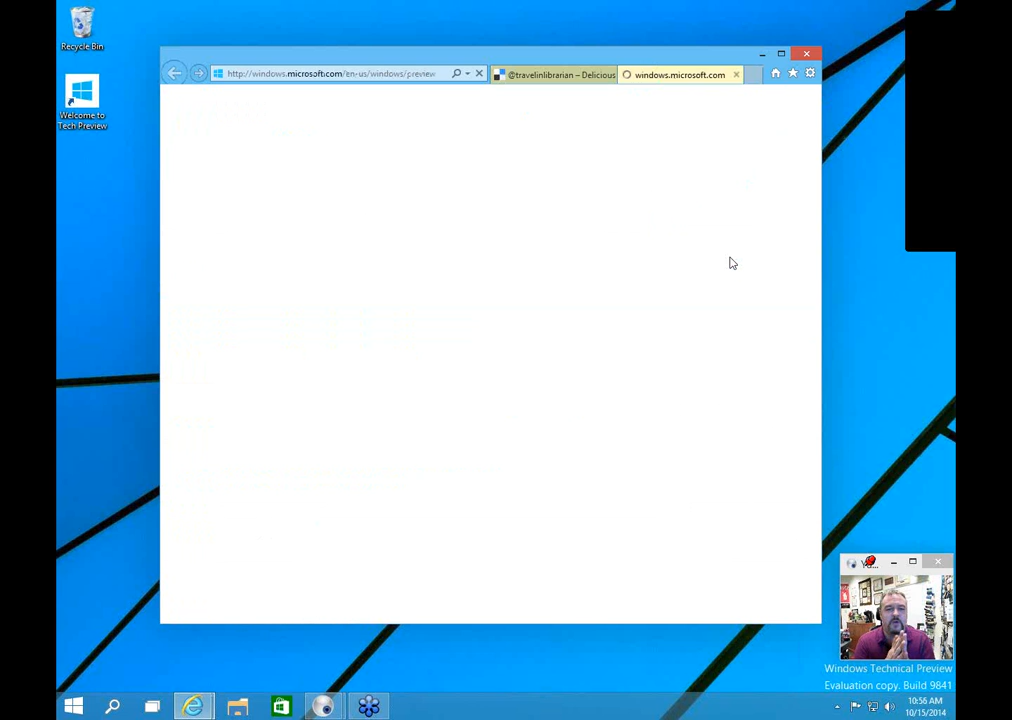 Recycle Bin
Welcome to
Tech Preview
http://windows.microsoft.com/en-us/windows/preview
@travelinlibrarian – Delicious
windows.microsoft.com
Windows Technical Preview
Evaluation copy. Build 9841
10:56 AM
10/15/2014